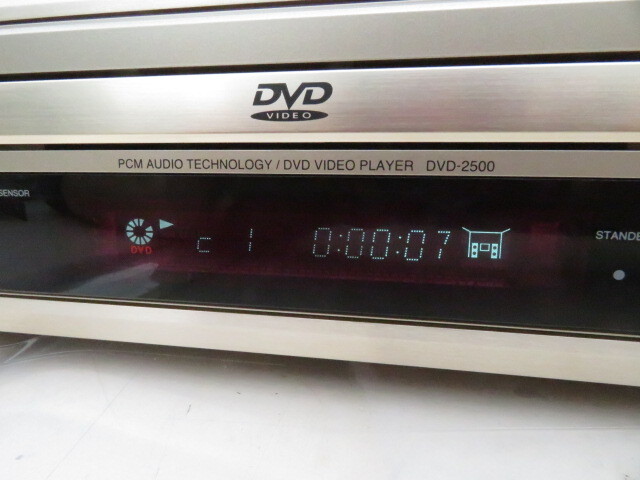 DVD
VIDEO
PCM AUDIO TECHNOLOGY / DVD VIDEO PLAYER DVD-2500
SENSOR
STANDB
DVD
c 1 0:00:07